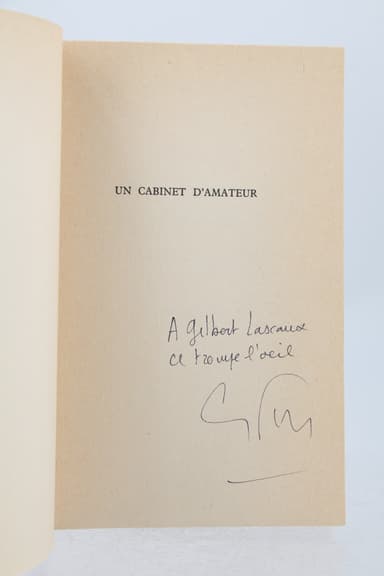 UN CABINET D'AMATEUR
A Gilbert Lascaux
ce trompe l'oeil